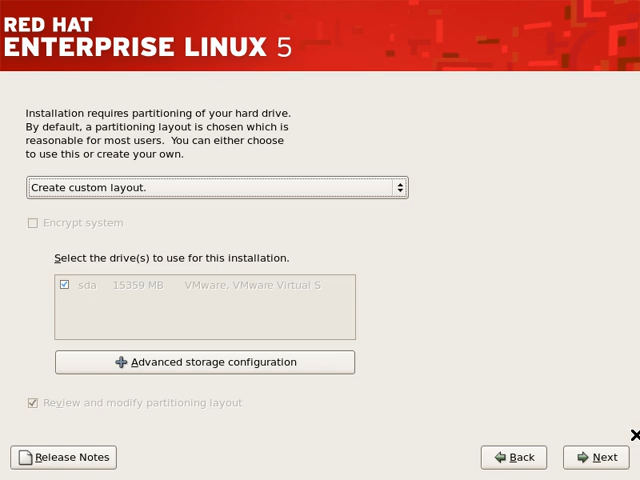 RED HAT
ENTERPRISE LINUX 5
Installation requires partitioning of your hard drive.
By default, a partitioning layout is chosen which is
reasonable for most users.  You can either choose
to use this or create your own.
Create custom layout.
Encrypt system
Select the drive(s) to use for this installation.
sda 15359 MB VMware, VMware Virtual S
Advanced storage configuration
Review and modify partitioning layout
Release Notes
Back
Next